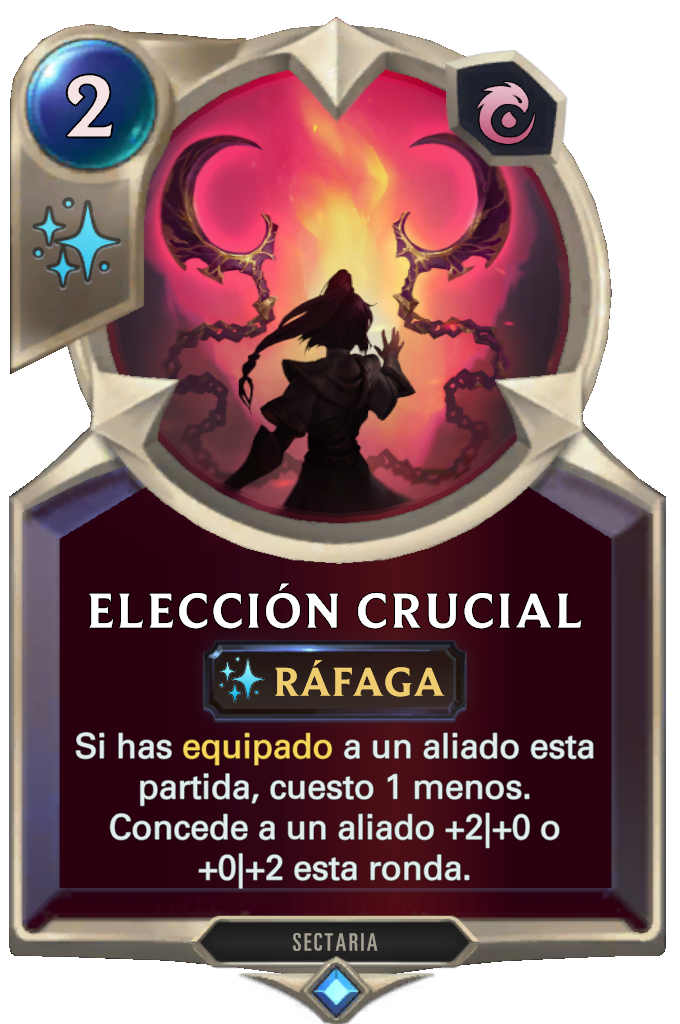 2
ELECCIÓN CRUCIAL
RÁFAGA
Si has equipado a un aliado esta
partida, cuesto 1 menos.
Concede a un aliado +2|+0 o
+0|+2 esta ronda.
SECTARIA